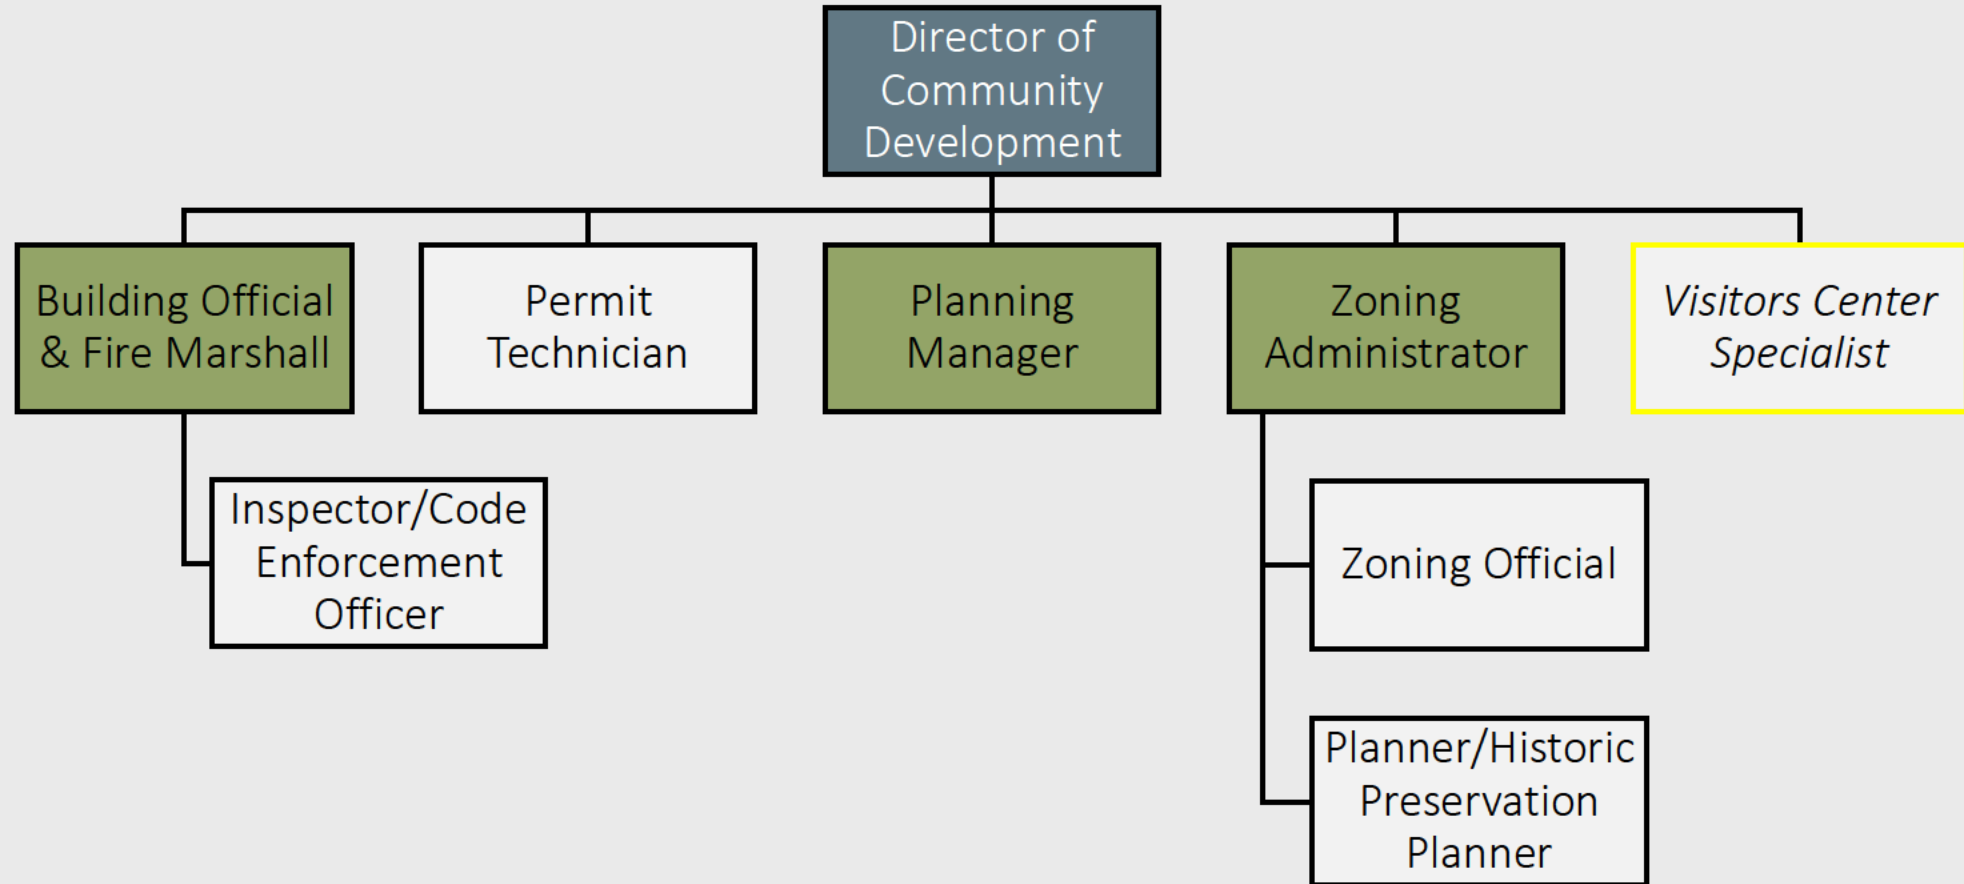 Director of
Community
Development
Building Official
& Fire Marshall
Permit
Technician
Planning
Manager
Zoning
Administrator
Visitors Center
Specialist
Inspector/Code
Enforcement
Officer
Zoning Official
Planner/Historic
Preservation
Planner